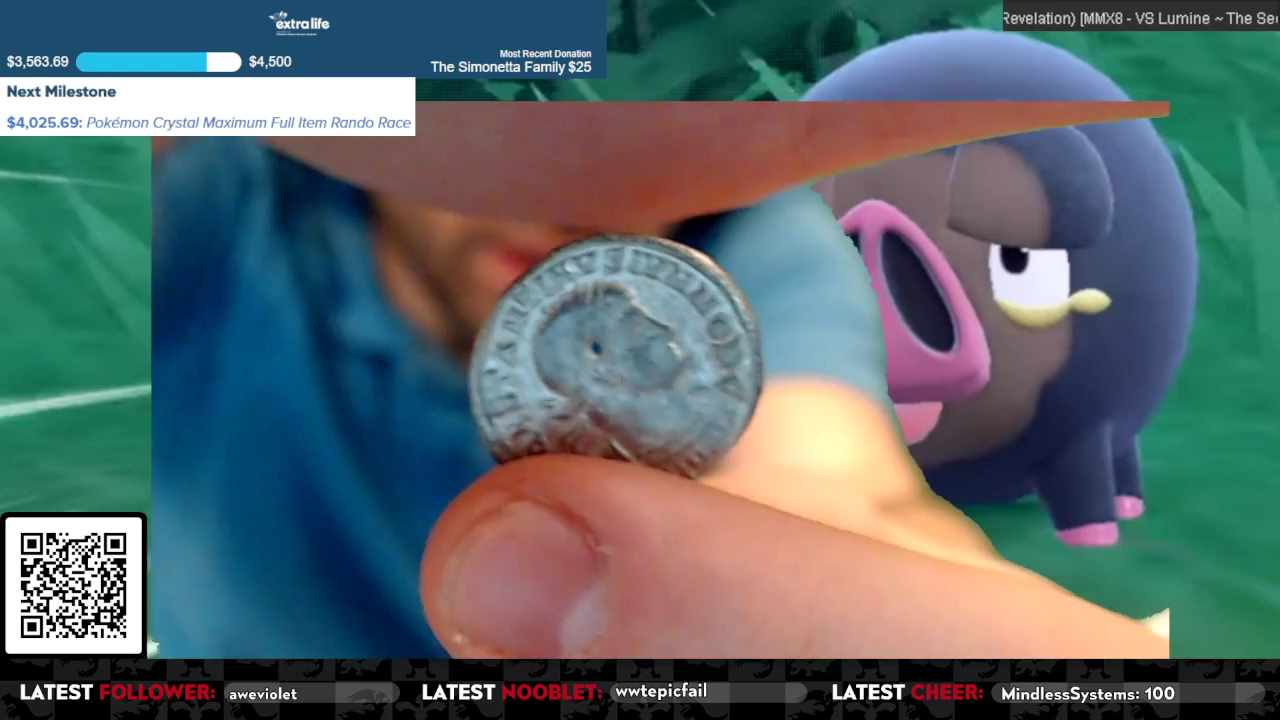 extralife
$3,563.69
$4,500
Most Recent Donation
The Simonetta Family $25
Next Milestone
$4,025.69: Pokémon Crystal Maximum Full Item Rando Race
Revelation) [MMX8 - VS Lumine ~ The Se
LATEST FOLLOWER: aweviolet
LATEST NOOBLET: wwtepicfail
LATEST CHEER: MindlessSystems: 100